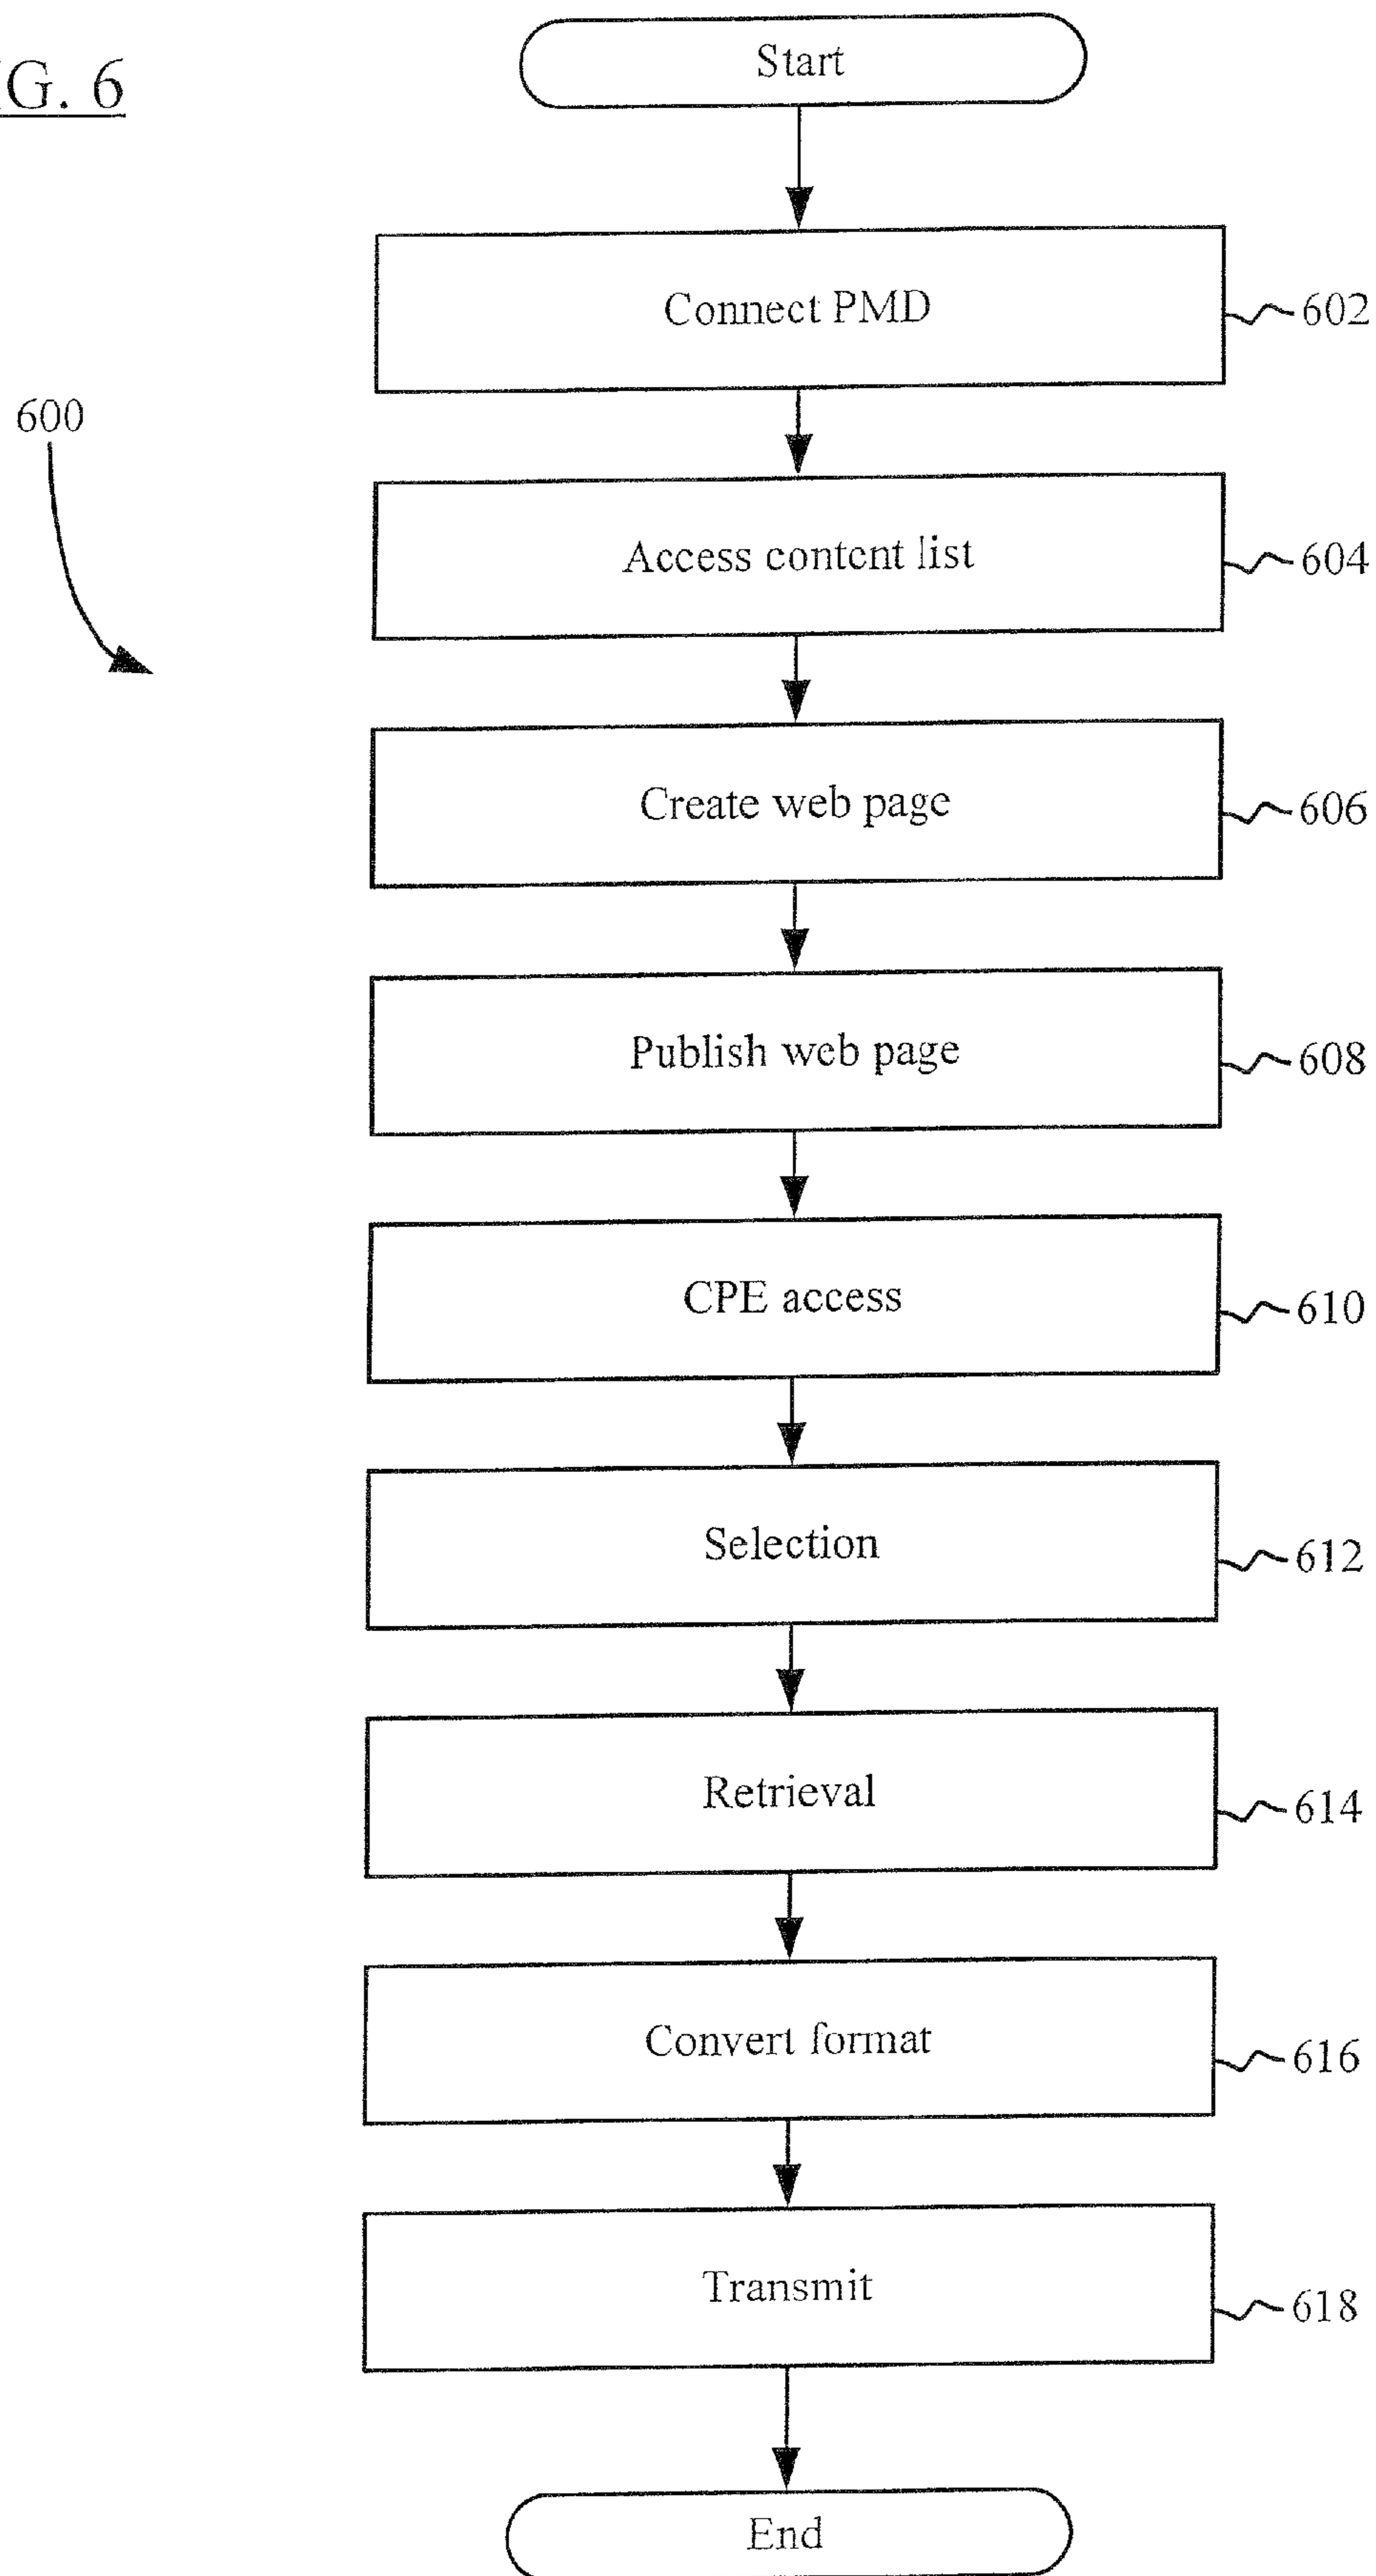 G. 6
Start
Connect PMD
602
600
Access content list
604
Create web page
606
Publish web page
608
CPE access
610
Selection
612
Retrieval
614
Convert format
616
Transmit
618
End